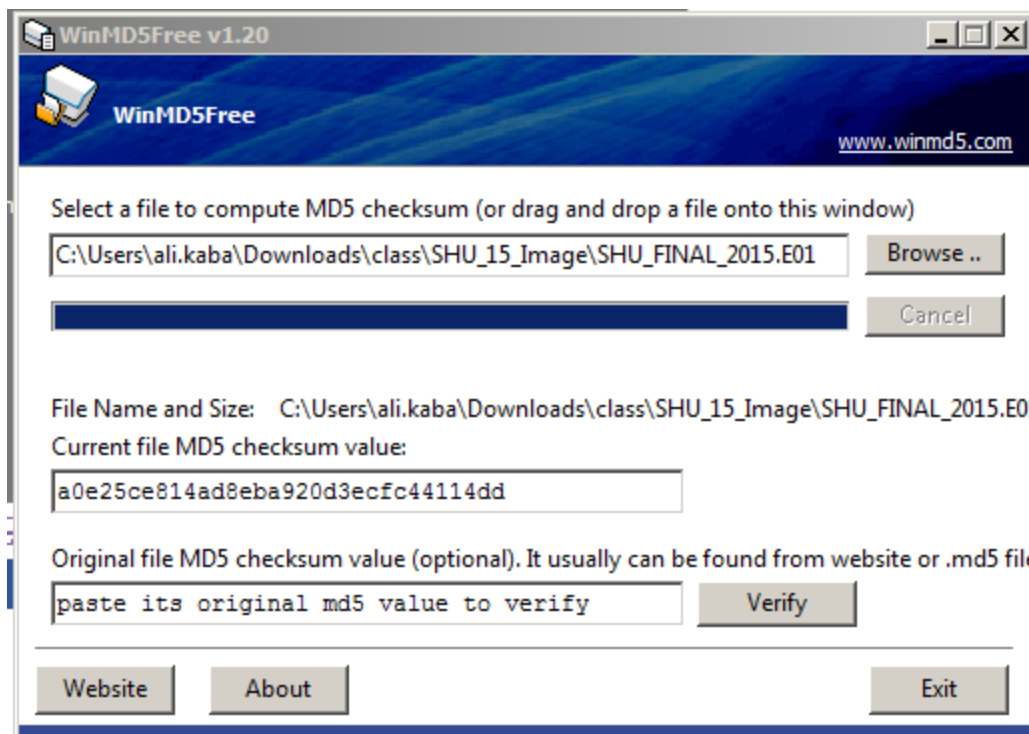 WinMD5Free v1.20
WinMD5Free
www.winmd5.com
Select a file to compute MD5 checksum (or drag and drop a file onto this window)
C:\Users\ali.kaba\Downloads\class\SHU_15_Image\SHU_FINAL_2015.E01
Browse ..
Cancel
File Name and Size: C:\Users\ali.kaba\Downloads\class\SHU_15_Image\SHU_FINAL_2015.E0
Current file MD5 checksum value:
a0e25ce814ad8eba920d3ecfc44114dd
Original file MD5 checksum value (optional). It usually can be found from website or .md5 file
paste its original md5 value to verify
Verify
Website
About
Exit